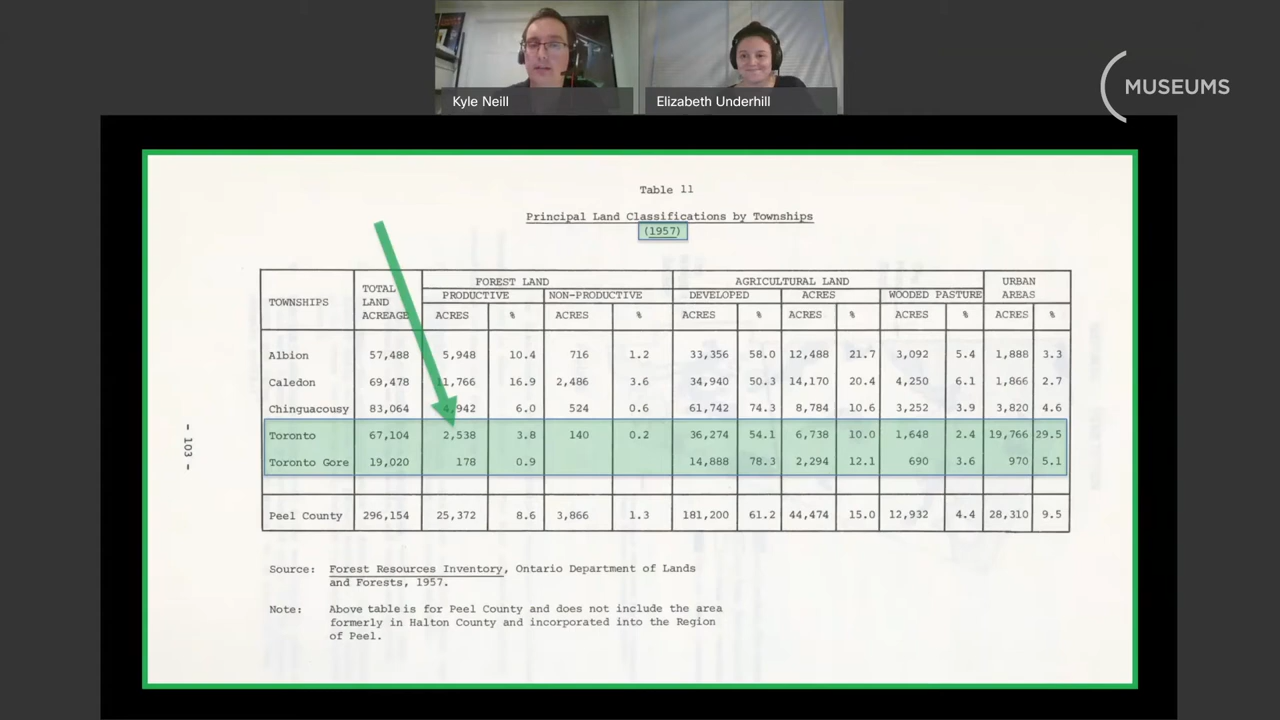 Kyle Neill
Elizabeth Underhill
MUSEUMS
Table 11
Principal Land Classifications by Townships
(1957)
TOWNSHIPS TOTAL LAND ACREAGE FOREST LAND AGRICULTURAL LAND URBAN AREAS
PRODUCTIVE NON-PRODUCTIVE DEVELOPED ACRES WOODED PASTURE
ACRES % ACRES % ACRES % ACRES % ACRES % ACRES %
Albion 57,488 5,948 10.4 716 1.2 33,356 58.0 12,488 21.7 3,092 5.4 1,888 3.3
Caledon 69,478 11,766 16.9 2,486 3.6 34,940 50.3 14,170 20.4 4,250 6.1 1,866 2.7
Chinguacousy 83,064 4,942 6.0 524 0.6 61,742 74.3 8,784 10.6 3,252 3.9 3,820 4.6
Toronto 67,104 2,538 3.8 140 0.2 36,274 54.1 6,738 10.0 1,648 2.4 19,766 29.5
Toronto Gore 19,020 178 0.9 14,888 78.3 2,294 12.1 690 3.6 970 5.1
Peel County 296,154 25,372 8.6 3,866 1.3 181,200 61.2 44,474 15.0 12,932 4.4 28,310 9.5
- 103 -
Source: Forest Resources Inventory, Ontario Department of Lands
and Forests, 1957.
Note: Above table is for Peel County and does not include the area
formerly in Halton County and incorporated into the Region
of Peel.